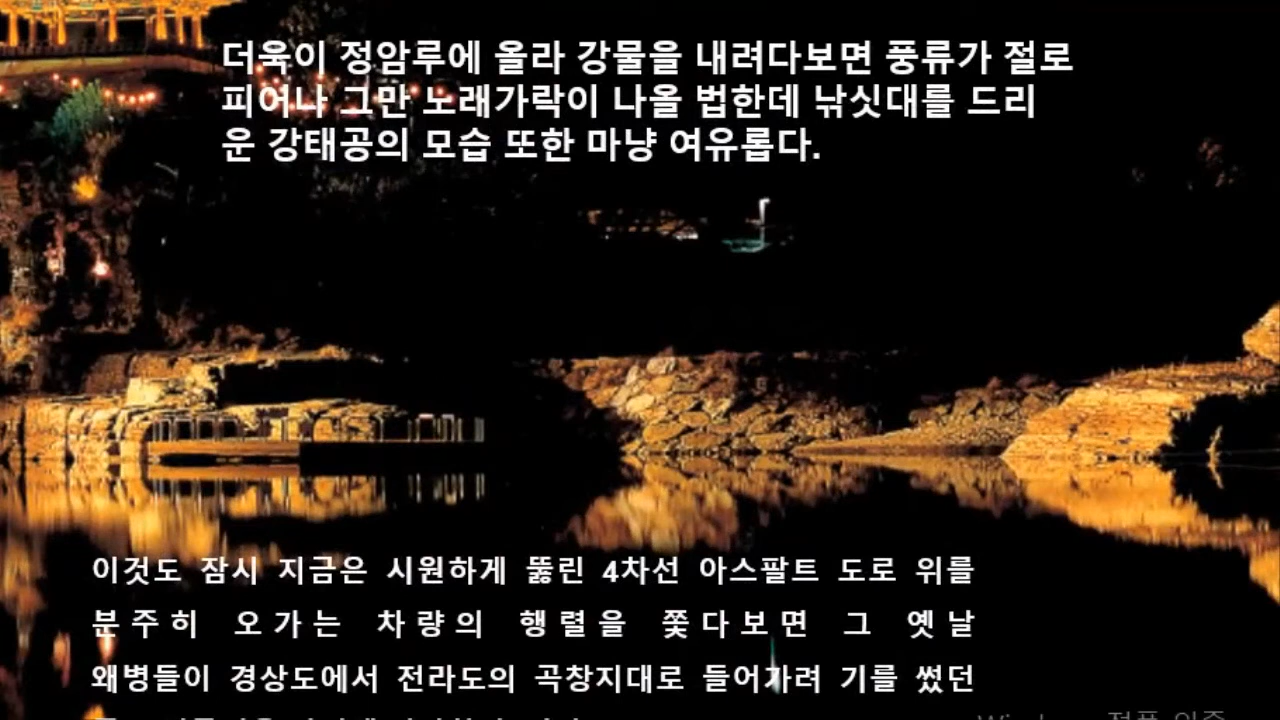 더욱이 정암루에 올라 강물을 내려다보면 풍류가 절로
피어나 그만 노래가락이 나올 법한데 낚싯대를 드리
운 강태공의 모습 또한 마냥 여유롭다.
이것도 잠시 지금은 시원하게 뚫린 4차선 아스팔트 도로 위를
분주히 오가는 차량의 행렬을 쫓다보면 그 옛날
왜병들이 경상도에서 전라도의 곡창지대로 들어가려 기를 썼던
Windows 정품 인증